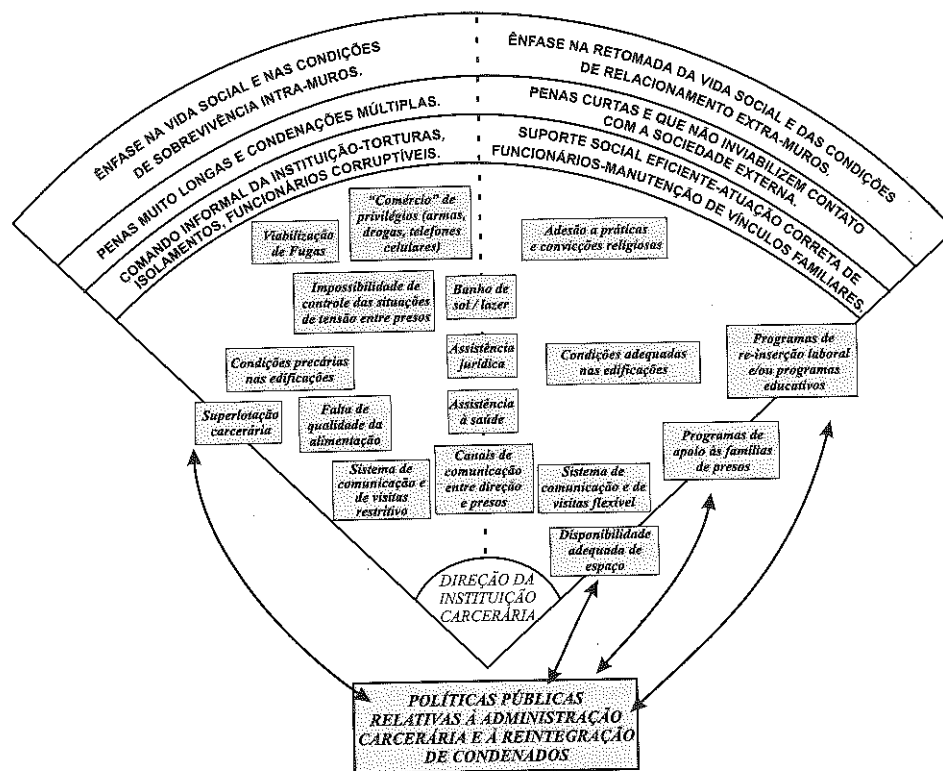 ÊNFASE NA VIDA SOCIAL E NAS CONDIÇÕES
DE SOBREVIVÊNCIA INTRA-MUROS.
PENAS MUITO LONGAS E CONDENAÇÕES MÚLTIPLAS.
COMANDO INFORMAL DA INSTITUIÇÃO-TORTURAS,
ISOLAMENTOS, FUNCIONÁRIOS CORRUPTÍVEIS.
ÊNFASE NA RETOMADA DA VIDA SOCIAL E DAS CONDIÇÕES
DE RELACIONAMENTO EXTRA-MUROS.
PENAS CURTAS E QUE NÃO INVIABILIZEM CONTATO
COM A SOCIEDADE EXTERNA.
SUPORTE SOCIAL EFICIENTE-ATUAÇÃO CORRETA DE
FUNCIONÁRIOS-MANUTENÇÃO DE VÍNCULOS FAMILIARES.
Viabilização
de Fugas
"Comércio" de
privilégios (armas,
drogas, telefones
celulares)
Adesão a práticas
e convicções religiosas
Impossibilidade de
controle das situações
de tensão entre presos
Banho de
sol / lazer
Condições precárias
nas edificações
Assistência
jurídica
Condições adequadas
nas edificações
Programas de
re-inserção laboral
e/ou programas
educativos
Superlotação
carcerária
Falta de
qualidade da
alimentação
Assistência
à saúde
Programas de
apoio às famílias
de presos
Sistema de
comunicação e
de visitas
restritivo
Canais de
comunicação
entre direção
e presos
Sistema de
comunicação e de
visitas flexível
Disponibilidade
adequada de
espaço
DIREÇÃO DA
INSTITUIÇÃO
CARCERÁRIA
POLÍTICAS PÚBLICAS
RELATIVAS À ADMINISTRAÇÃO
CARCERÁRIA E À REINTEGRAÇÃO
DE CONDENADOS